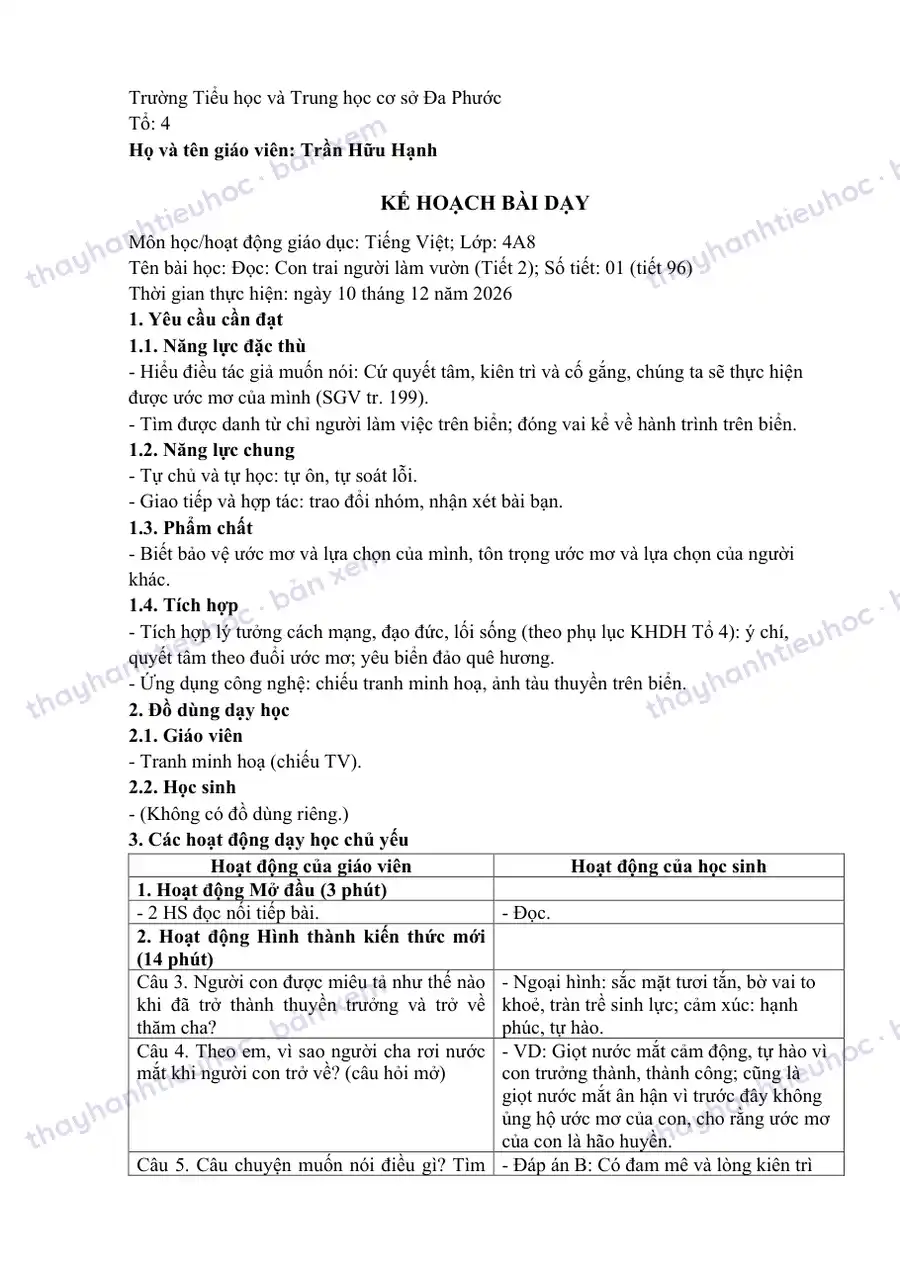 Trường Tiểu học và Trung học cơ sở Đa Phước
Tổ: 4
Họ và tên giáo viên: Trần Hữu Hạnh
KẾ HOẠCH BÀI DẠY
Môn học/hoạt động giáo dục: Tiếng Việt; Lớp: 4A8
Tên bài học: Đọc: Con trai người làm vườn (Tiết 2); Số tiết: 01 (tiết 96)
Thời gian thực hiện: ngày 10 tháng 12 năm 2026
1. Yêu cầu cần đạt
1.1. Năng lực đặc thù
- Hiểu điều tác giả muốn nói: Cứ quyết tâm, kiên trì và cố gắng, chúng ta sẽ thực hiện
được ước mơ của mình (SGV tr. 199).
- Tìm được danh từ chỉ người làm việc trên biển; đóng vai kể về hành trình trên biển.
1.2. Năng lực chung
- Tự chủ và tự học: tự ôn, tự soát lỗi.
- Giao tiếp và hợp tác: trao đổi nhóm, nhận xét bài bạn.
1.3. Phẩm chất
- Biết bảo vệ ước mơ và lựa chọn của mình, tôn trọng ước mơ và lựa chọn của người
khác.
1.4. Tích hợp
- Tích hợp lý tưởng cách mạng, đạo đức, lối sống (theo phụ lục KHDH Tổ 4): ý chí,
quyết tâm theo đuổi ước mơ; yêu biển đảo quê hương.
- Ứng dụng công nghệ: chiếu tranh minh hoạ, ảnh tàu thuyền trên biển.
2. Đồ dùng dạy học
2.1. Giáo viên
- Tranh minh hoạ (chiếu TV).
2.2. Học sinh
- (Không có đồ dùng riêng.)
3. Các hoạt động dạy học chủ yếu
Hoạt động của giáo viên
Hoạt động của học sinh
1. Hoạt động Mở đầu (3 phút)
- 2 HS đọc nối tiếp bài.
- Đọc.
2. Hoạt động Hình thành kiến thức mới
(14 phút)
Câu 3. Người con được miêu tả như thế nào
khi đã trở thành thuyền trưởng và trở về
thăm cha?
- Ngoại hình: sắc mặt tươi tắn, bờ vai to
khoẻ, tràn trề sinh lực; cảm xúc: hạnh
phúc, tự hào.
Câu 4. Theo em, vì sao người cha rơi nước
mắt khi người con trở về? (câu hỏi mở)
- VD: Giọt nước mắt cảm động, tự hào vì
con trưởng thành, thành công; cũng là
giọt nước mắt ân hận vì trước đây không
ủng hộ ước mơ của con, cho rằng ước mơ
của con là hão huyền.
Câu 5. Câu chuyện muốn nói điều gì? Tìm
- Đáp án B: Có đam mê và lòng kiên trì
thayhanhtieuhoc · bản xem
thayhanhtieuhoc · b
thayhanhtieuhoc · bản xem
thayhanhtieuhoc · b
thayhanhtieuhoc · bản xem
thayhanhtieuhoc · b